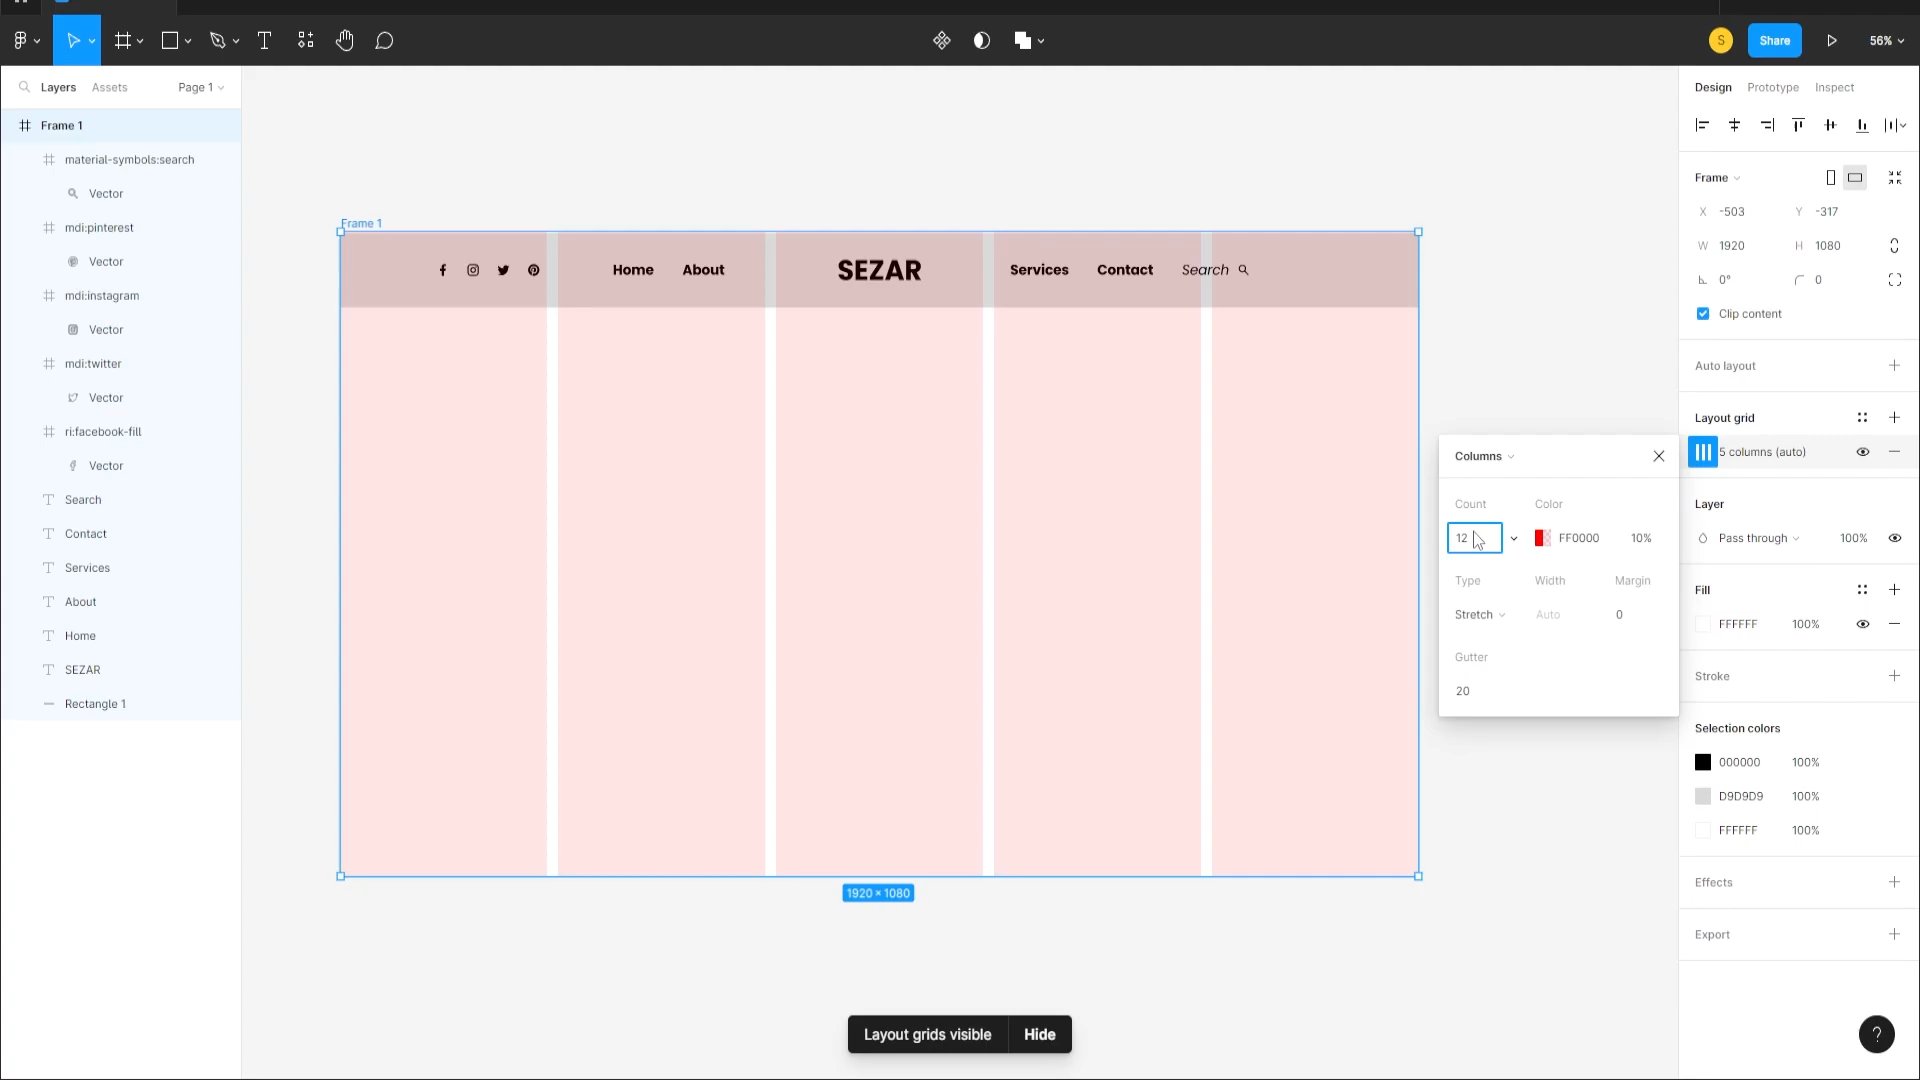 S
Share
56%
Layers
Assets
Page 1
Frame 1
material-symbols:search
Vector
mdi:pinterest
Vector
mdi:instagram
Vector
mdi:twitter
Vector
ri:facebook-fill
Vector
Search
Contact
Services
About
Home
SEZAR
Rectangle 1
Frame 1
Home
About
SEZAR
Services
Contact
Search
1920 × 1080
Layout grids visible
Hide
Columns
Count
Color
12
FF0000
10%
Type
Width
Margin
Stretch
Auto
0
Gutter
20
Design
Prototype
Inspect
Frame
X
-503
Y
-317
W
1920
H
1080
0°
0
Clip content
Auto layout
Layout grid
5 columns (auto)
Layer
Pass through
100%
Fill
FFFFFF
100%
Stroke
Selection colors
000000
100%
D9D9D9
100%
FFFFFF
100%
Effects
Export
?